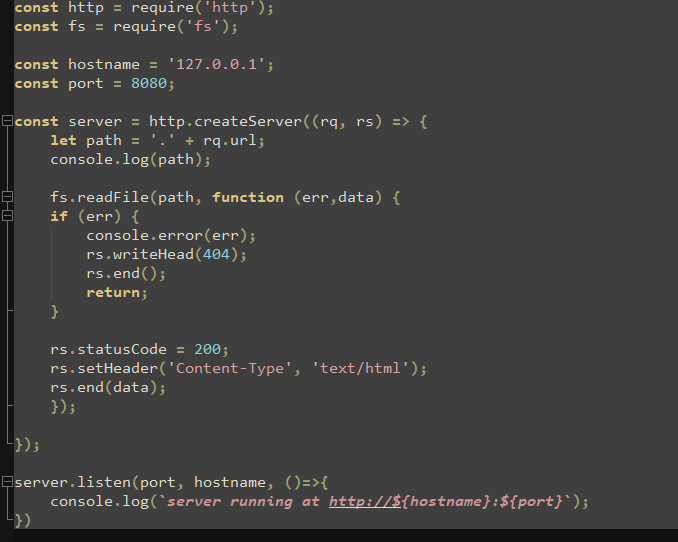 const http = require('http');
const fs = require('fs');
const hostname = '127.0.0.1';
const port = 8080;
const server = http.createServer((rq, rs) => {
let path = '.' + rq.url;
console.log(path);
fs.readFile(path, function (err,data) {
if (err) {
console.error(err);
rs.writeHead(404);
rs.end();
return;
}
rs.statusCode = 200;
rs.setHeader('Content-Type', 'text/html');
rs.end(data);
});
});
server.listen(port, hostname, ()=>{
console.log(`server running at http://${hostname}:${port}`);
})